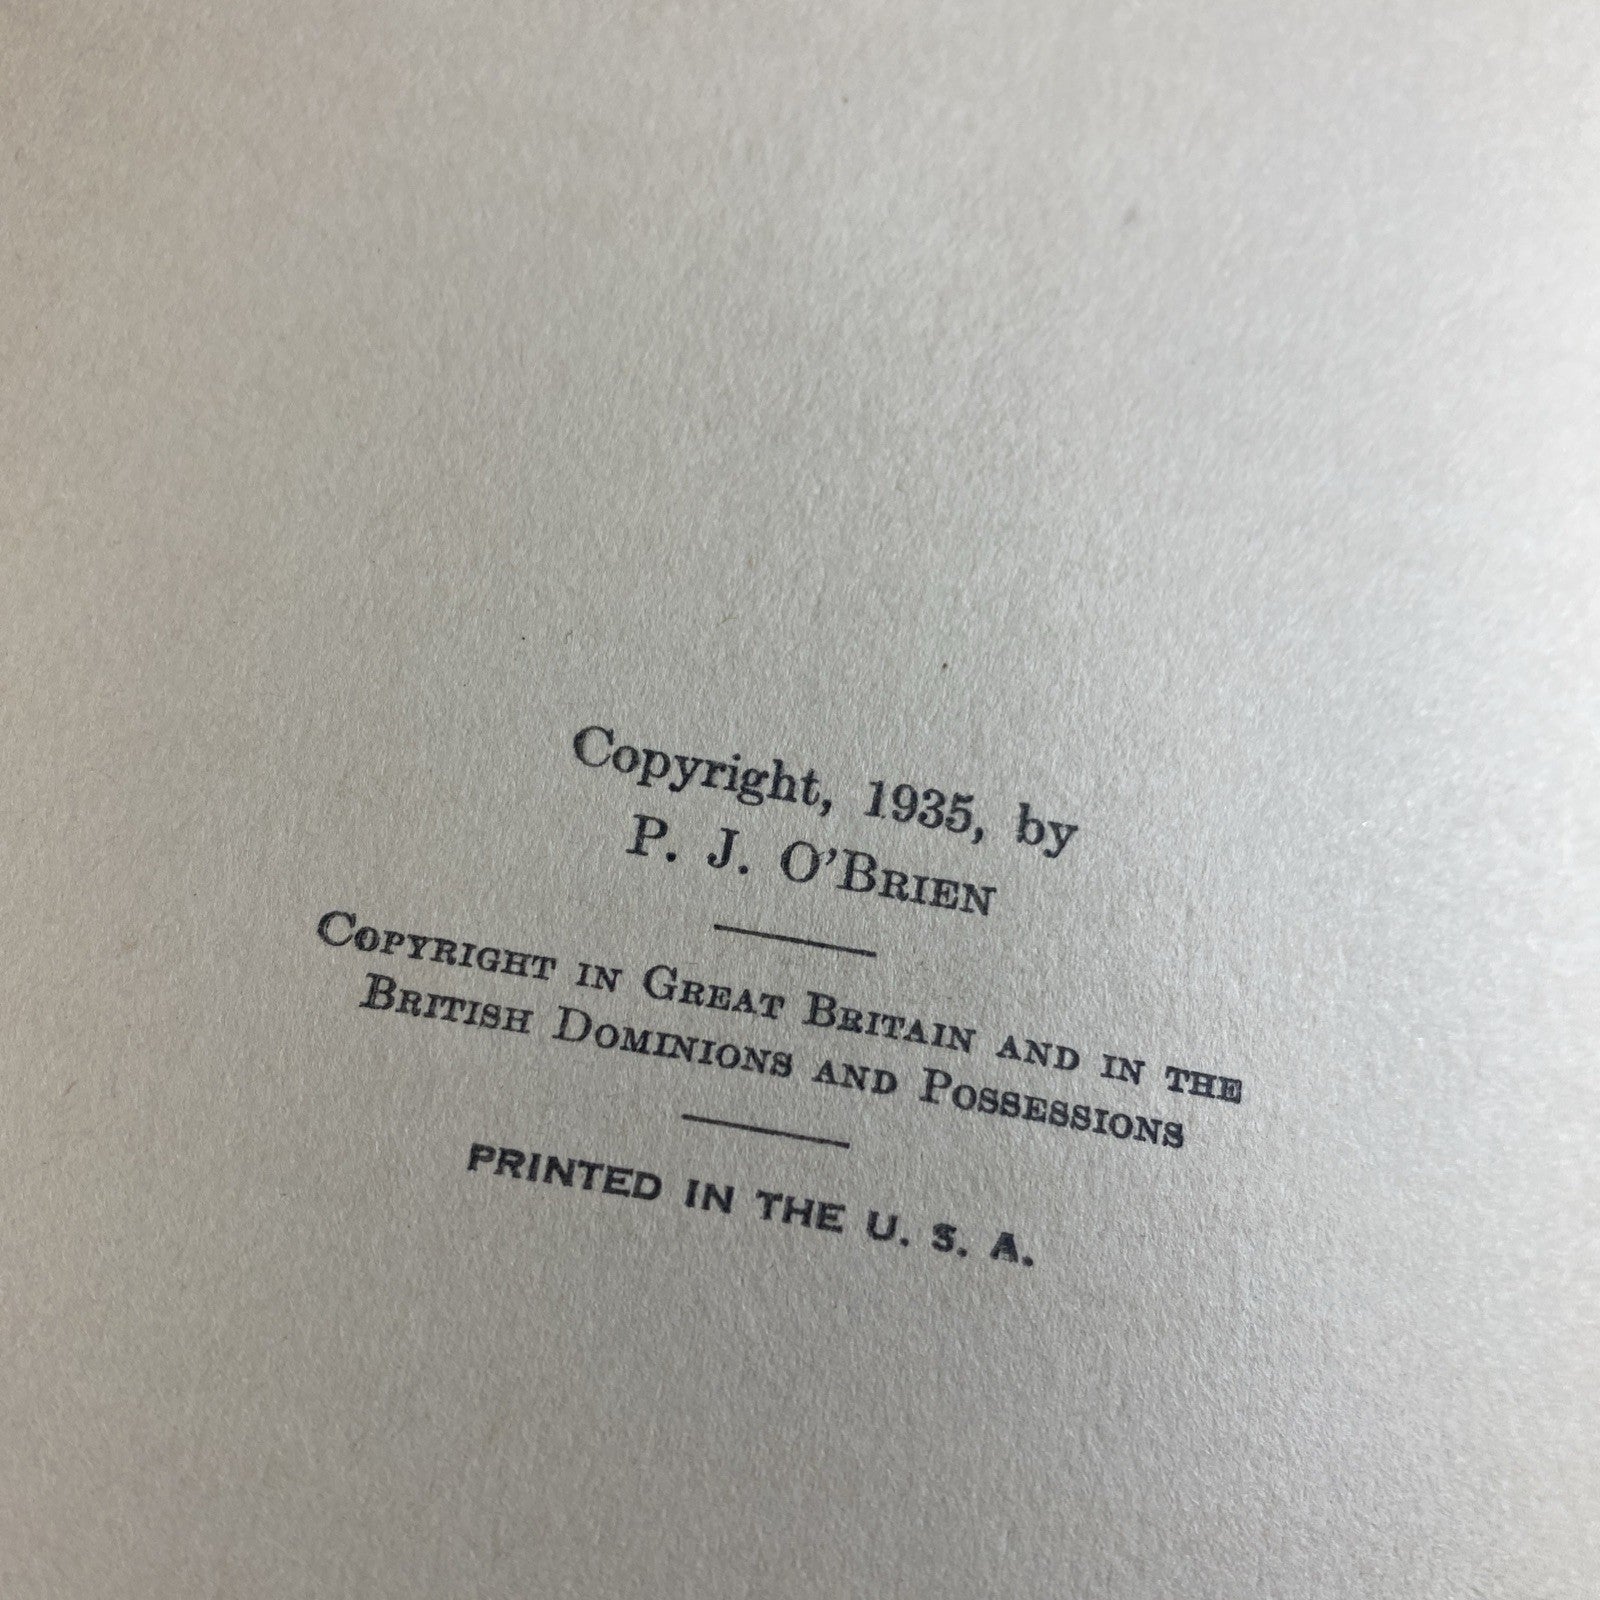 Copyright, 1935, by
P. J. O'BRIEN
COPYRIGHT IN GREAT BRITAIN AND IN THE
BRITISH DOMINIONS AND POSSESSIONS
PRINTED IN THE U. S. A.